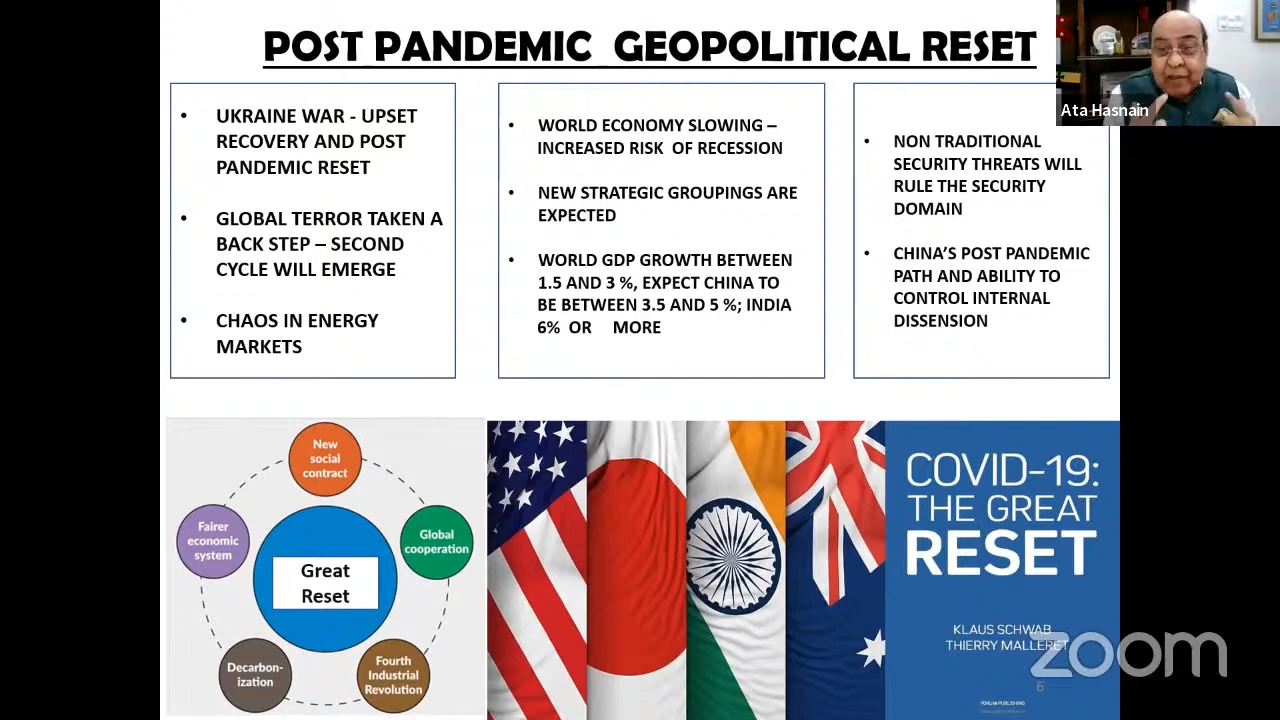 POST PANDEMIC GEOPOLITICAL RESET
Ata Hasnain
• UKRAINE WAR - UPSET
RECOVERY AND POST
PANDEMIC RESET
• GLOBAL TERROR TAKEN A
BACK STEP – SECOND
CYCLE WILL EMERGE
• CHAOS IN ENERGY
MARKETS
• WORLD ECONOMY SLOWING –
INCREASED RISK OF RECESSION
• NEW STRATEGIC GROUPINGS ARE
EXPECTED
• WORLD GDP GROWTH BETWEEN
1.5 AND 3 %, EXPECT CHINA TO
BE BETWEEN 3.5 AND 5 %; INDIA
6% OR MORE
• NON TRADITIONAL
SECURITY THREATS WILL
RULE THE SECURITY
DOMAIN
• CHINA’S POST PANDEMIC
PATH AND ABILITY TO
CONTROL INTERNAL
DISSENSION
New
social
contract
Fairer
economic
system
Global
cooperation
Great
Reset
Decarbon-
ization
Fourth
Industrial
Revolution
COVID-19:
THE GREAT
RESET
KLAUS SCHWAB
THIERRY MALLERET
zoom
6
FORUM PUBLISHING